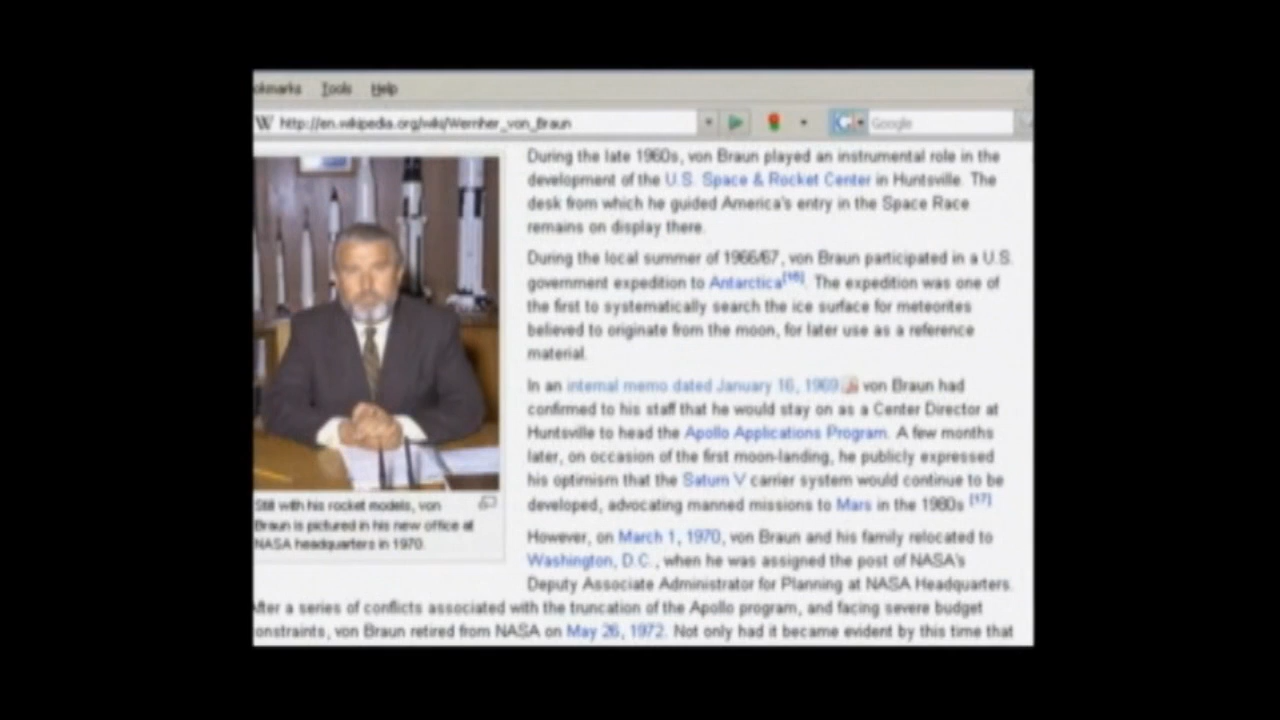 okmarks Tools Help
W http://en.wikipedia.org/wiki/Wernher_von_Braun G Google
During the late 1960s, von Braun played an instrumental role in the
development of the U.S. Space & Rocket Center in Huntsville. The
desk from which he guided America's entry in the Space Race
remains on display there.
During the local summer of 1966/67, von Braun participated in a U.S.
government expedition to Antarctica[16]. The expedition was one of
the first to systematically search the ice surface for meteorites
believed to originate from the moon, for later use as a reference
material.
In an internal memo dated January 16, 1969 von Braun had
confirmed to his staff that he would stay on as a Center Director at
Huntsville to head the Apollo Applications Program. A few months
later, on occasion of the first moon-landing, he publicly expressed
his optimism that the Saturn V carrier system would continue to be
developed, advocating manned missions to Mars in the 1980s [17]
Still with his rocket models, von
Braun is pictured in his new office at
NASA headquarters in 1970.
However, on March 1, 1970, von Braun and his family relocated to
Washington, D.C., when he was assigned the post of NASA's
Deputy Associate Administrator for Planning at NASA Headquarters.
After a series of conflicts associated with the truncation of the Apollo program, and facing severe budget
onstraints, von Braun retired from NASA on May 26, 1972. Not only had it became evident by this time that